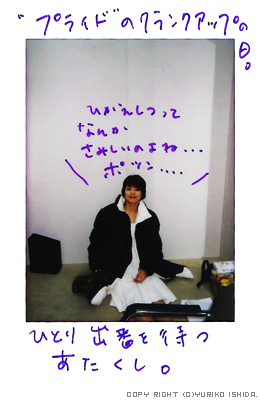 "プライド"のクランクアップの
日。
ひがえしつって
なんか
さみしいのよね・・・
ポツン・・・・
ひとり 出番を待つ
あたくし。
COPY RIGHT (C)YURIKO ISHIDA.